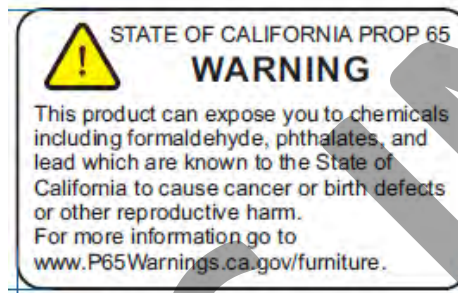 STATE OF CALIFORNIA PROP 65
!
WARNING
This product can expose you to chemicals
including formaldehyde, phthalates, and
lead which are known to the State of
California to cause cancer or birth defects
or other reproductive harm.
For more information go to
www.P65Warnings.ca.gov/furniture.